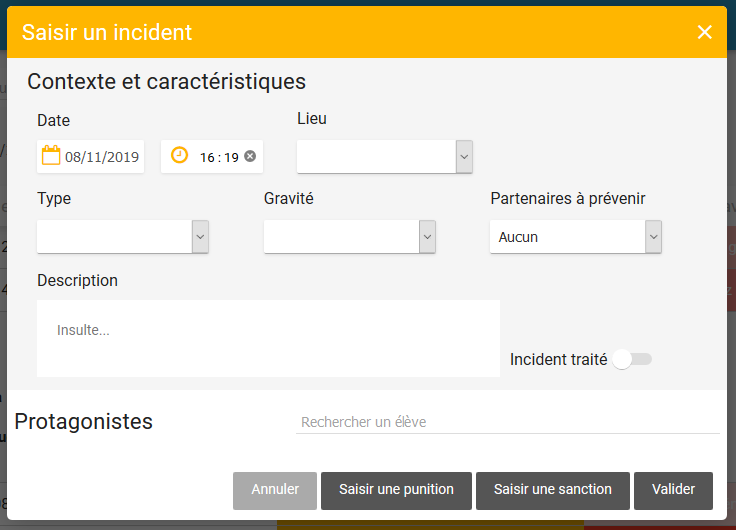 Saisir un incident
Contexte et caractéristiques
Date
Lieu
08/11/2019
16 : 19
Type
Gravité
Partenaires à prévenir
Aucun
Description
Insulte...
Incident traité
Protagonistes
Rechercher un élève
Annuler
Saisir une punition
Saisir une sanction
Valider